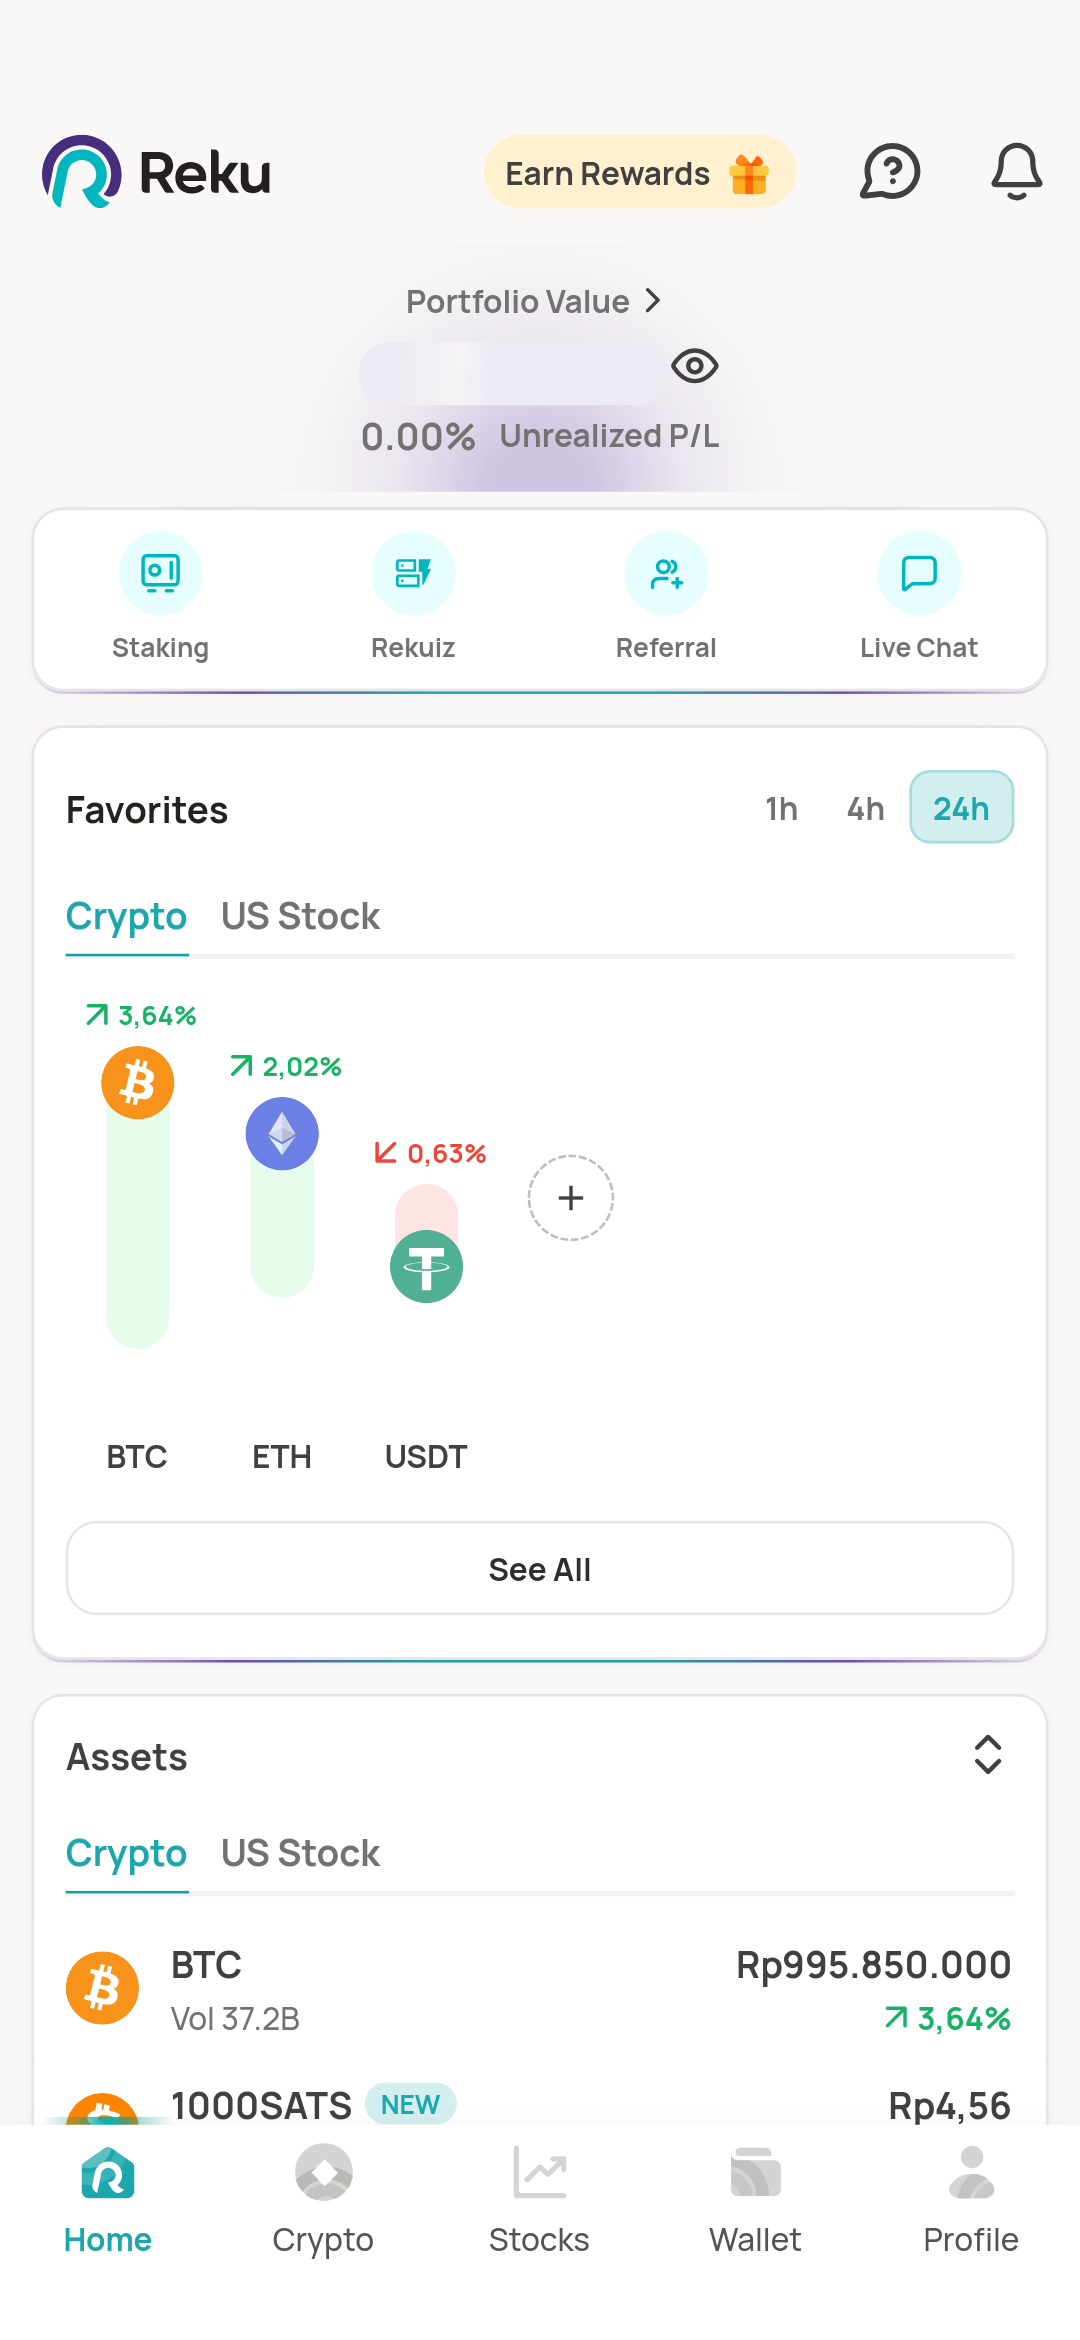 Reku
Earn Rewards
Portfolio Value
0.00% Unrealized P/L
Staking Rekuiz Referral Live Chat
Favorites 1h 4h 24h
Crypto US Stock
3,64%
2,02%
0,63%
BTC ETH USDT
See All
Assets
Crypto US Stock
BTC Rp995.850.000
Vol 37.2B 3,64%
1000SATS NEW Rp4,56
Home Crypto Stocks Wallet Profile